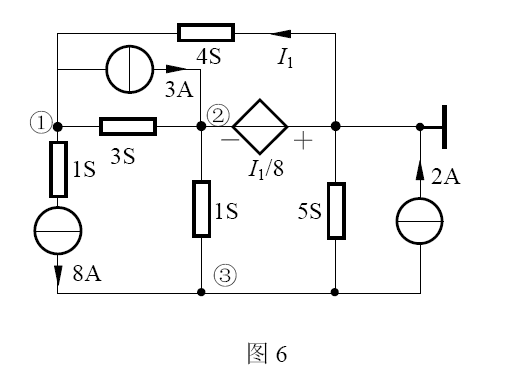 4S
I₁
3A
①
②
3S
−
+
I₁/8
1S
1S
5S
2A
8A
③
图 6